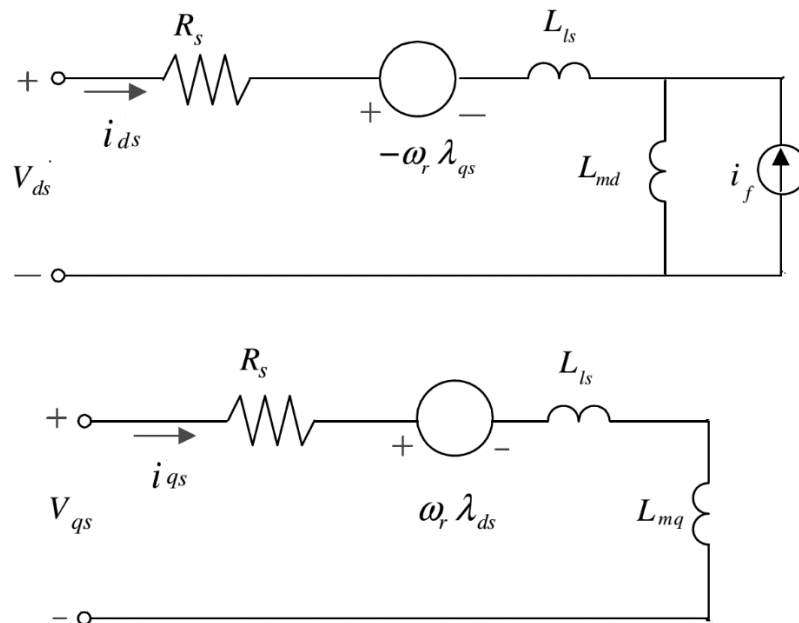 R_s
L_ls
+
i_ds
+ −
−ω_r λ_qs
V_ds
L_md
i_f
−
R_s
L_ls
+
+ -
i_qs
V_qs
ω_r λ_ds
L_mq
-